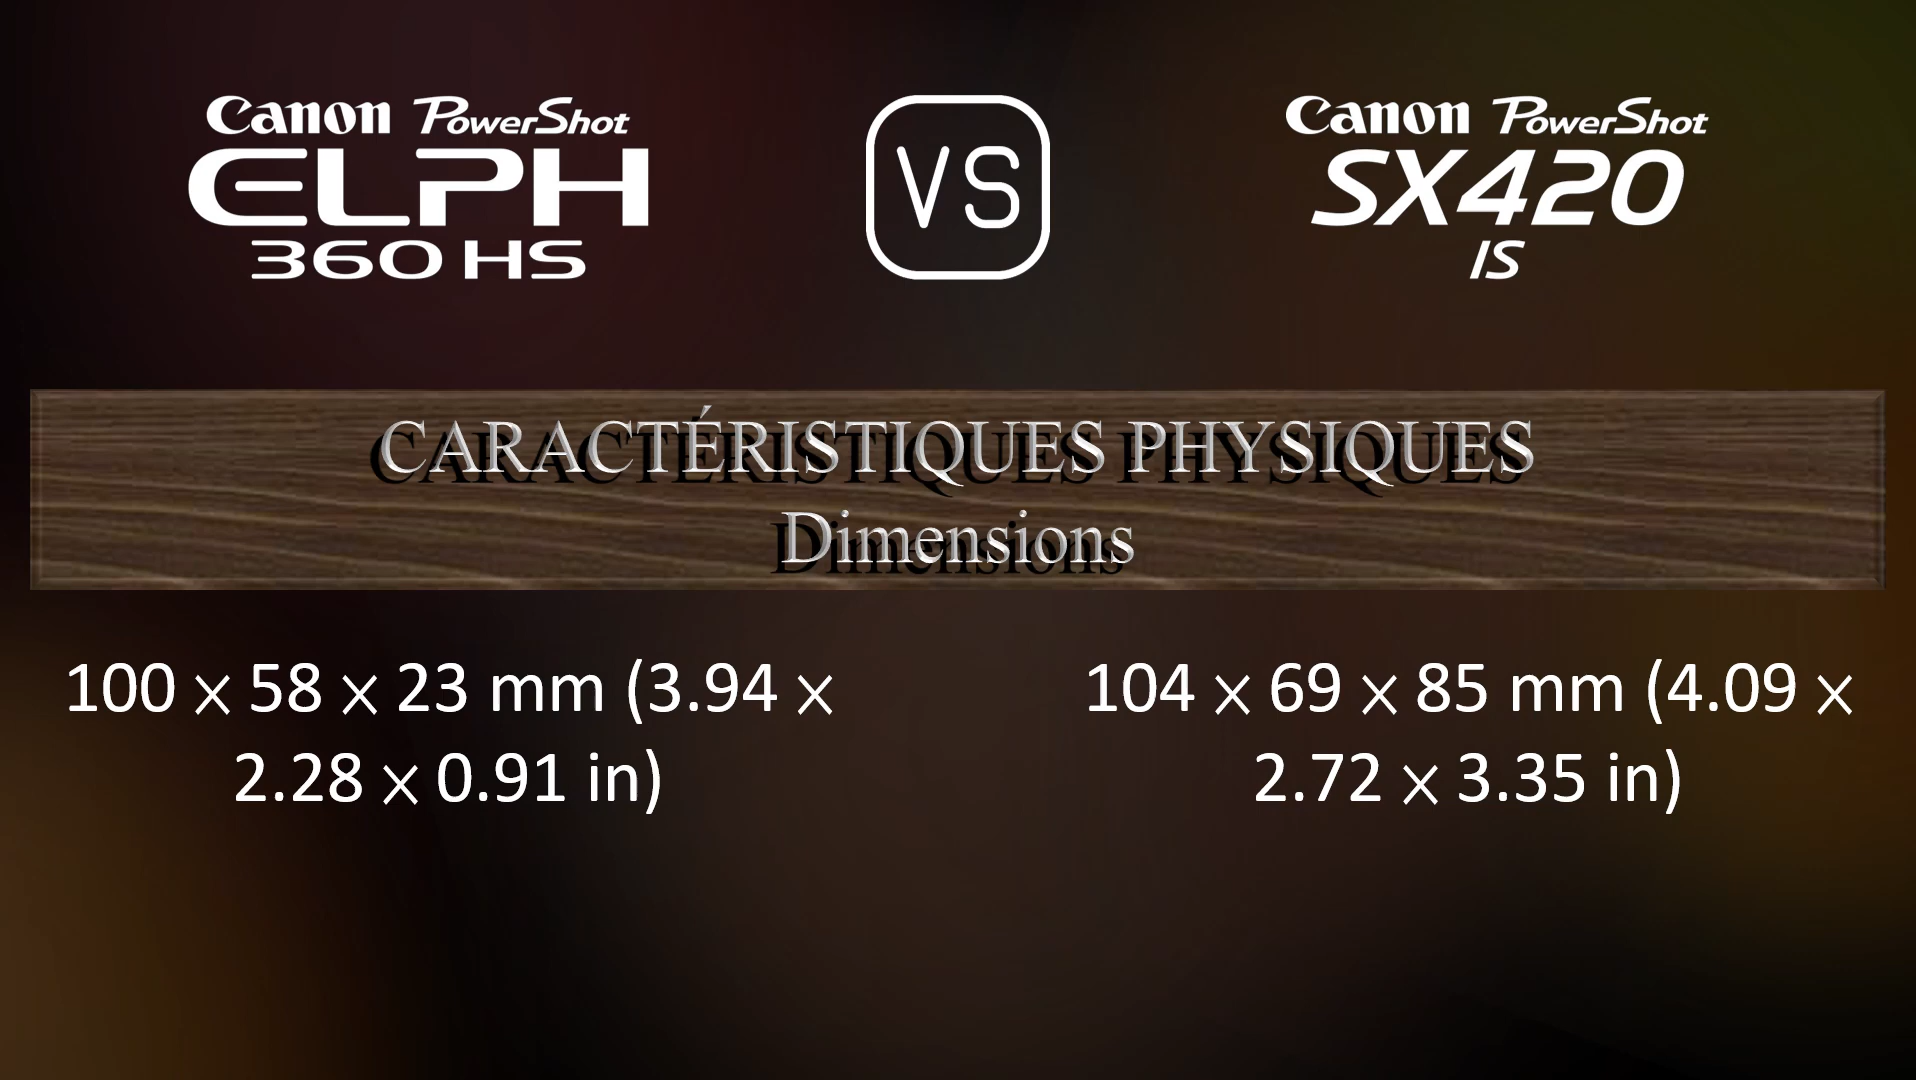 Canon PowerShot
ELPH
360 HS
VS
Canon PowerShot
SX420
IS
CARACTÉRISTIQUES PHYSIQUES
Dimensions
100 x 58 x 23 mm (3.94 x
2.28 x 0.91 in)
104 x 69 x 85 mm (4.09 x
2.72 x 3.35 in)